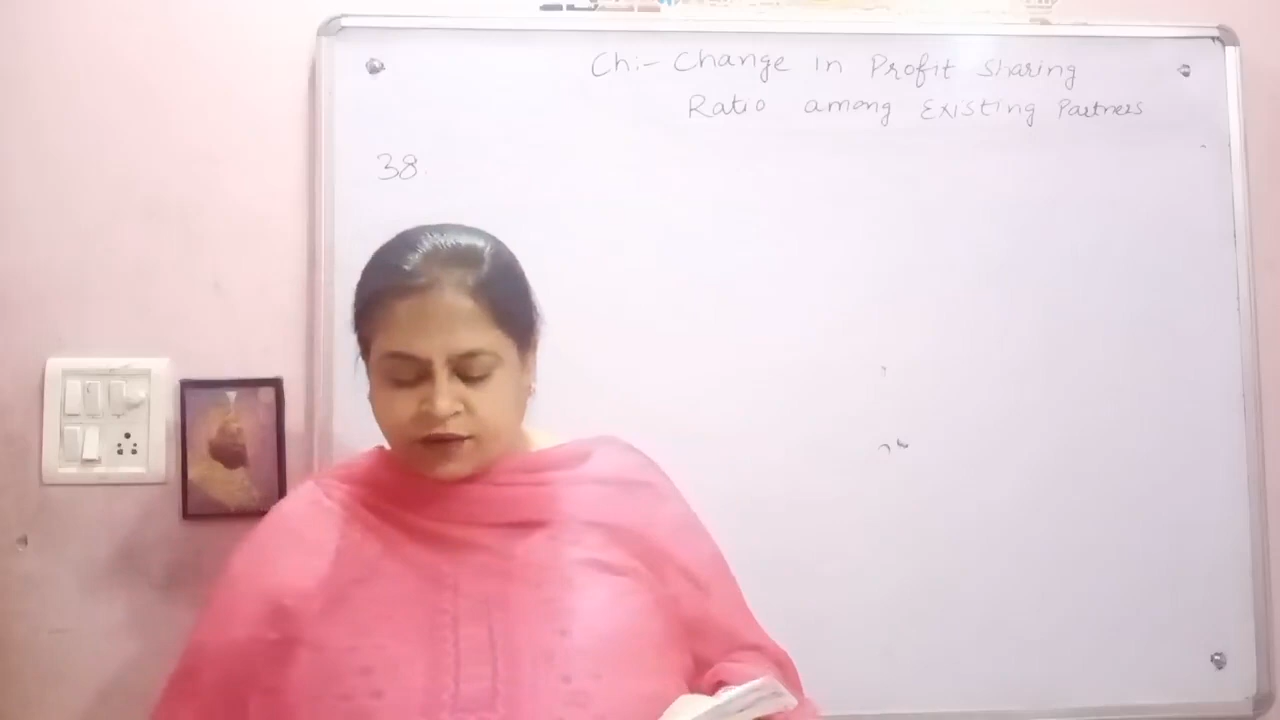 Ch:- Change in Profit Sharing
Ratio among Existing Partners
38.